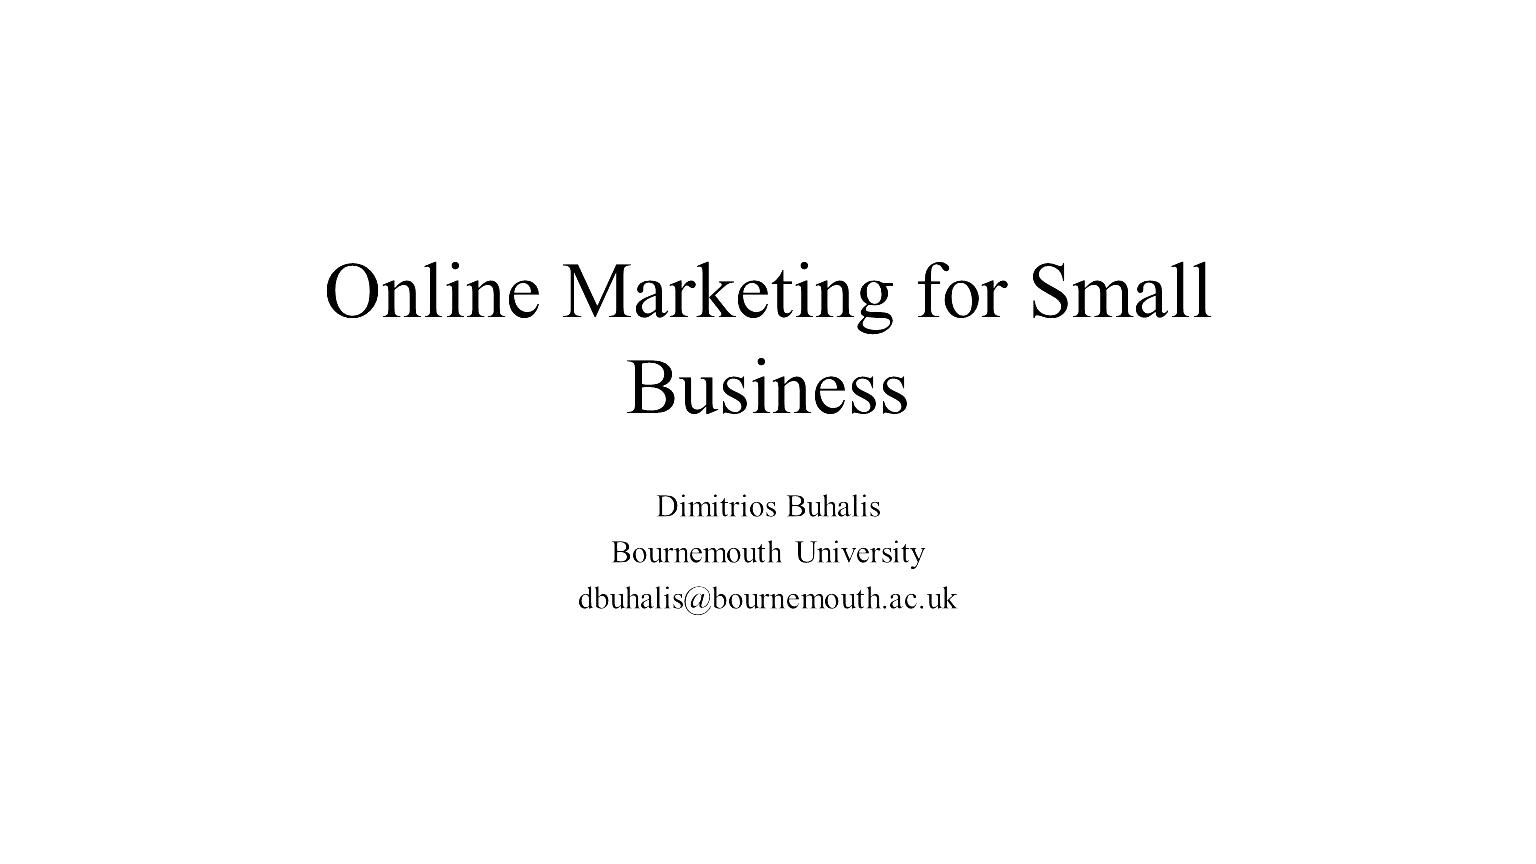 Online Marketing for Small
Business
Dimitrios Buhalis
Bournemouth University
dbuhalis@bournemouth.ac.uk